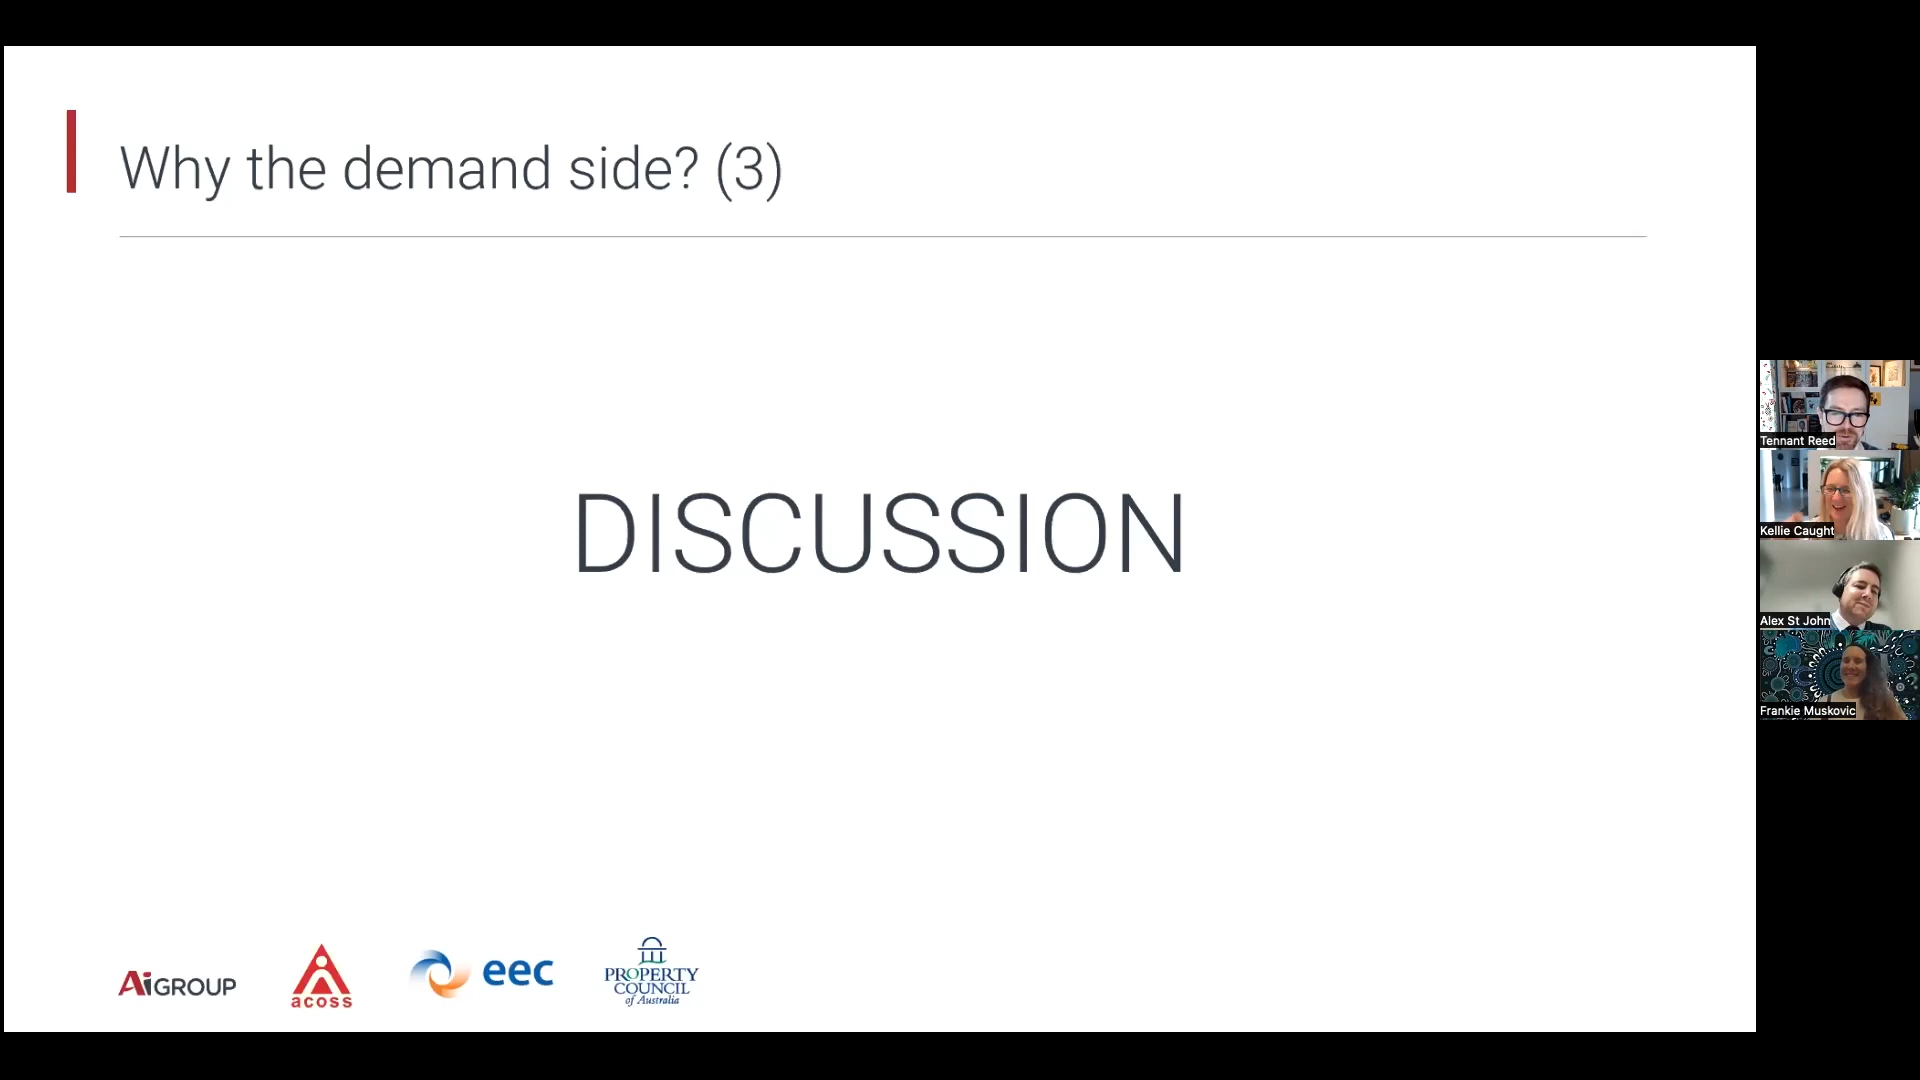 Why the demand side? (3)
DISCUSSION
AiGROUP
acoss
eec
PROPERTY
COUNCIL
of Australia
Tennant Reed
Kellie Caught
Alex St John
Frankie Muskovic